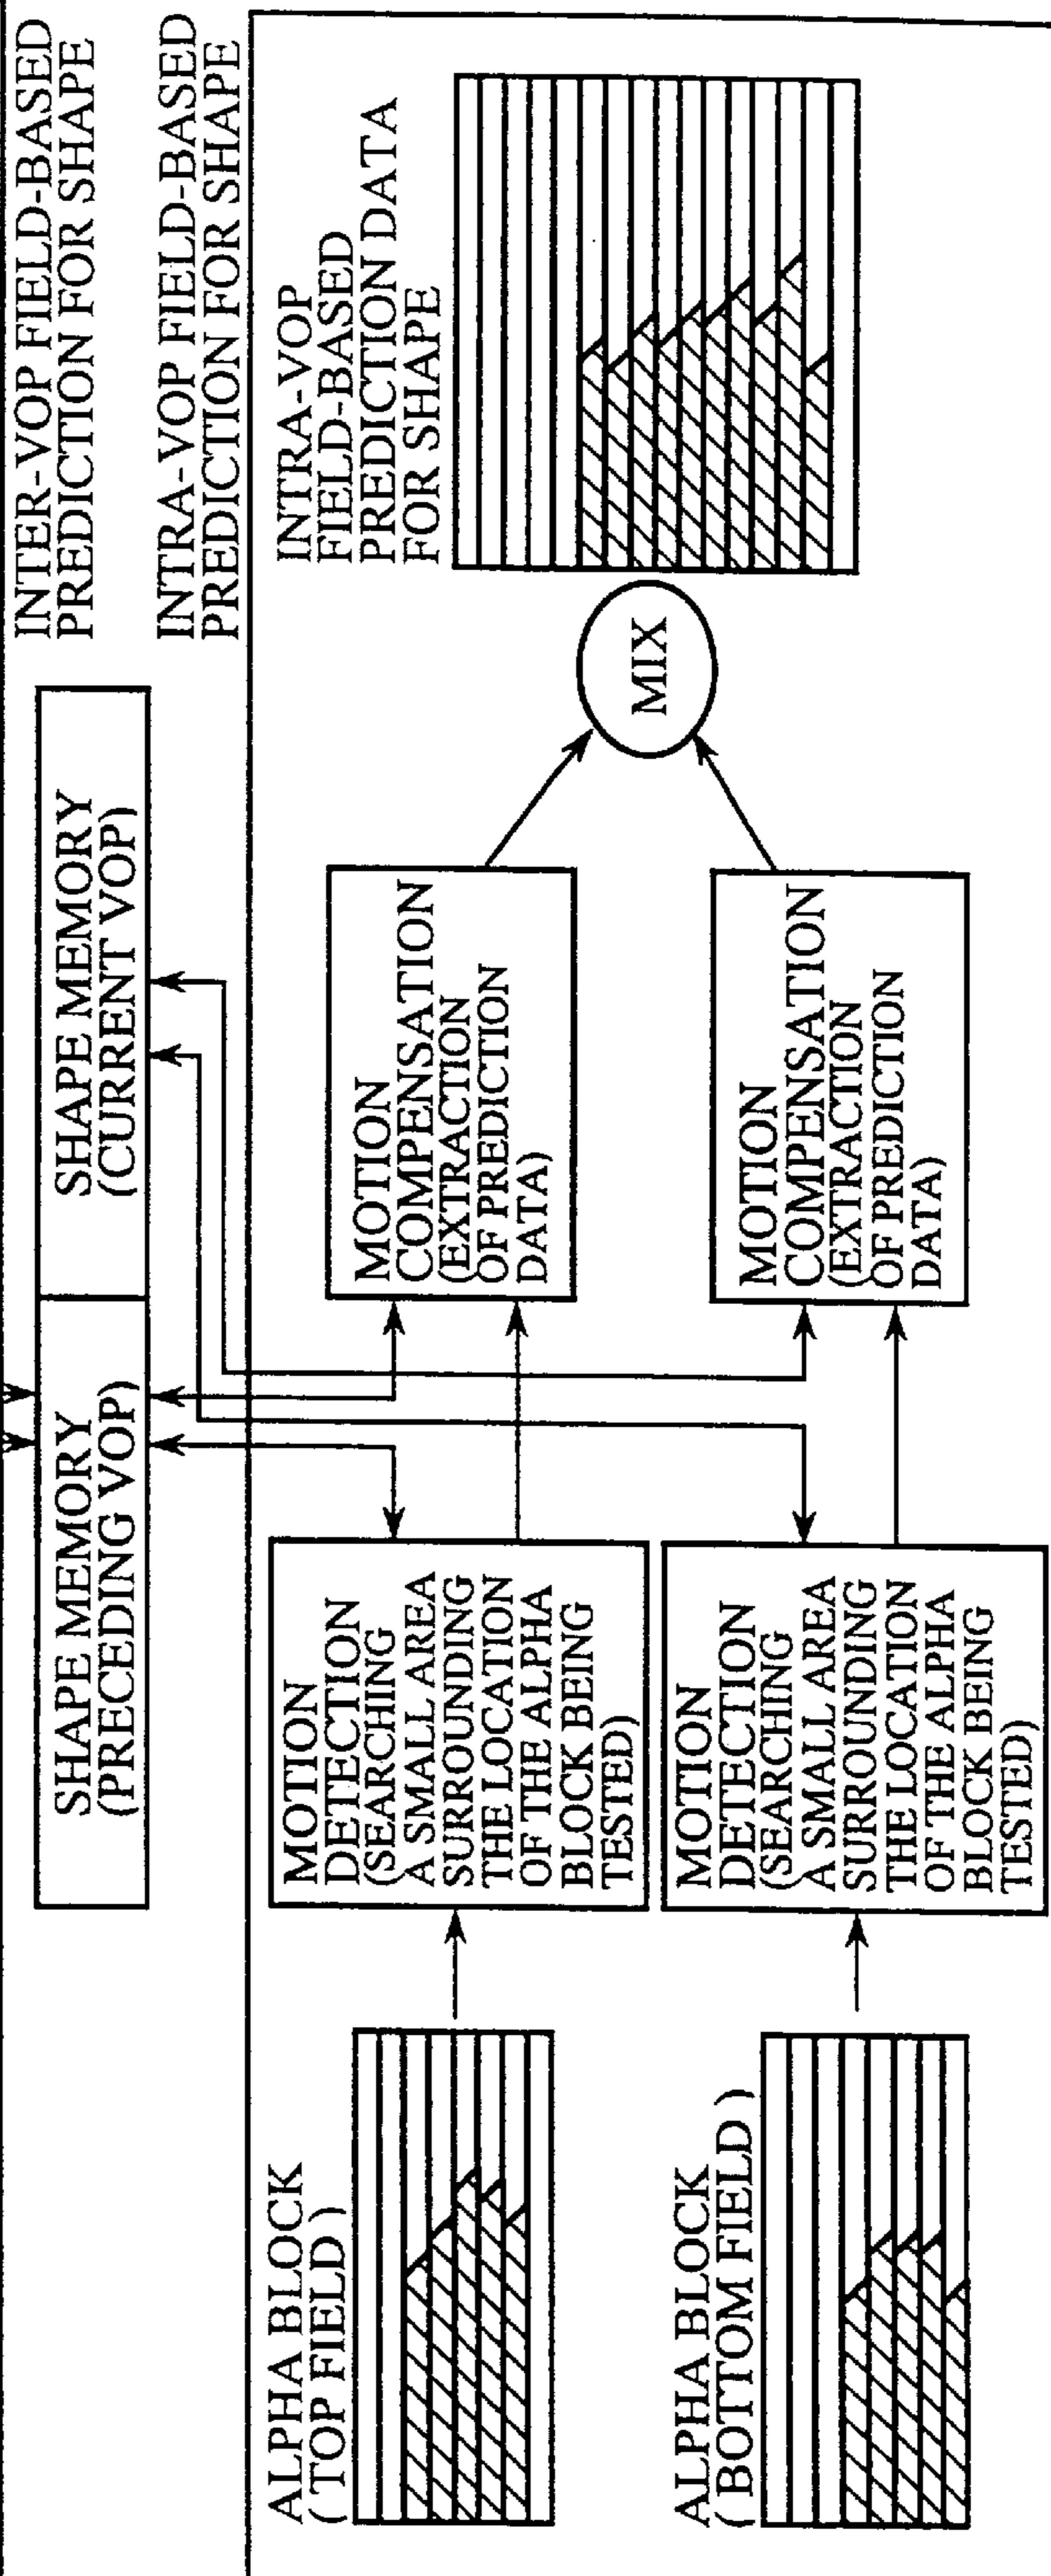 INTER-VOP FIELD-BASED
PREDICTION FOR SHAPE
SHAPE MEMORY
(PRECEDING VOP)
SHAPE MEMORY
(CURRENT VOP)
INTRA-VOP FIELD-BASED
PREDICTION FOR SHAPE
ALPHA BLOCK
( TOP FIELD )
MOTION
DETECTION
(SEARCHING
A SMALL AREA
SURROUNDING
THE LOCATION
OF THE ALPHA
BLOCK BEING
TESTED)
MOTION
COMPENSATION
(EXTRACTION
OF PREDICTION
DATA)
INTRA-VOP
FIELD-BASED
PREDICTION DATA
FOR SHAPE
MIX
ALPHA BLOCK
( BOTTOM FIELD )
MOTION
DETECTION
(SEARCHING
A SMALL AREA
SURROUNDING
THE LOCATION
OF THE ALPHA
BLOCK BEING
TESTED)
MOTION
COMPENSATION
(EXTRACTION
OF PREDICTION
DATA)